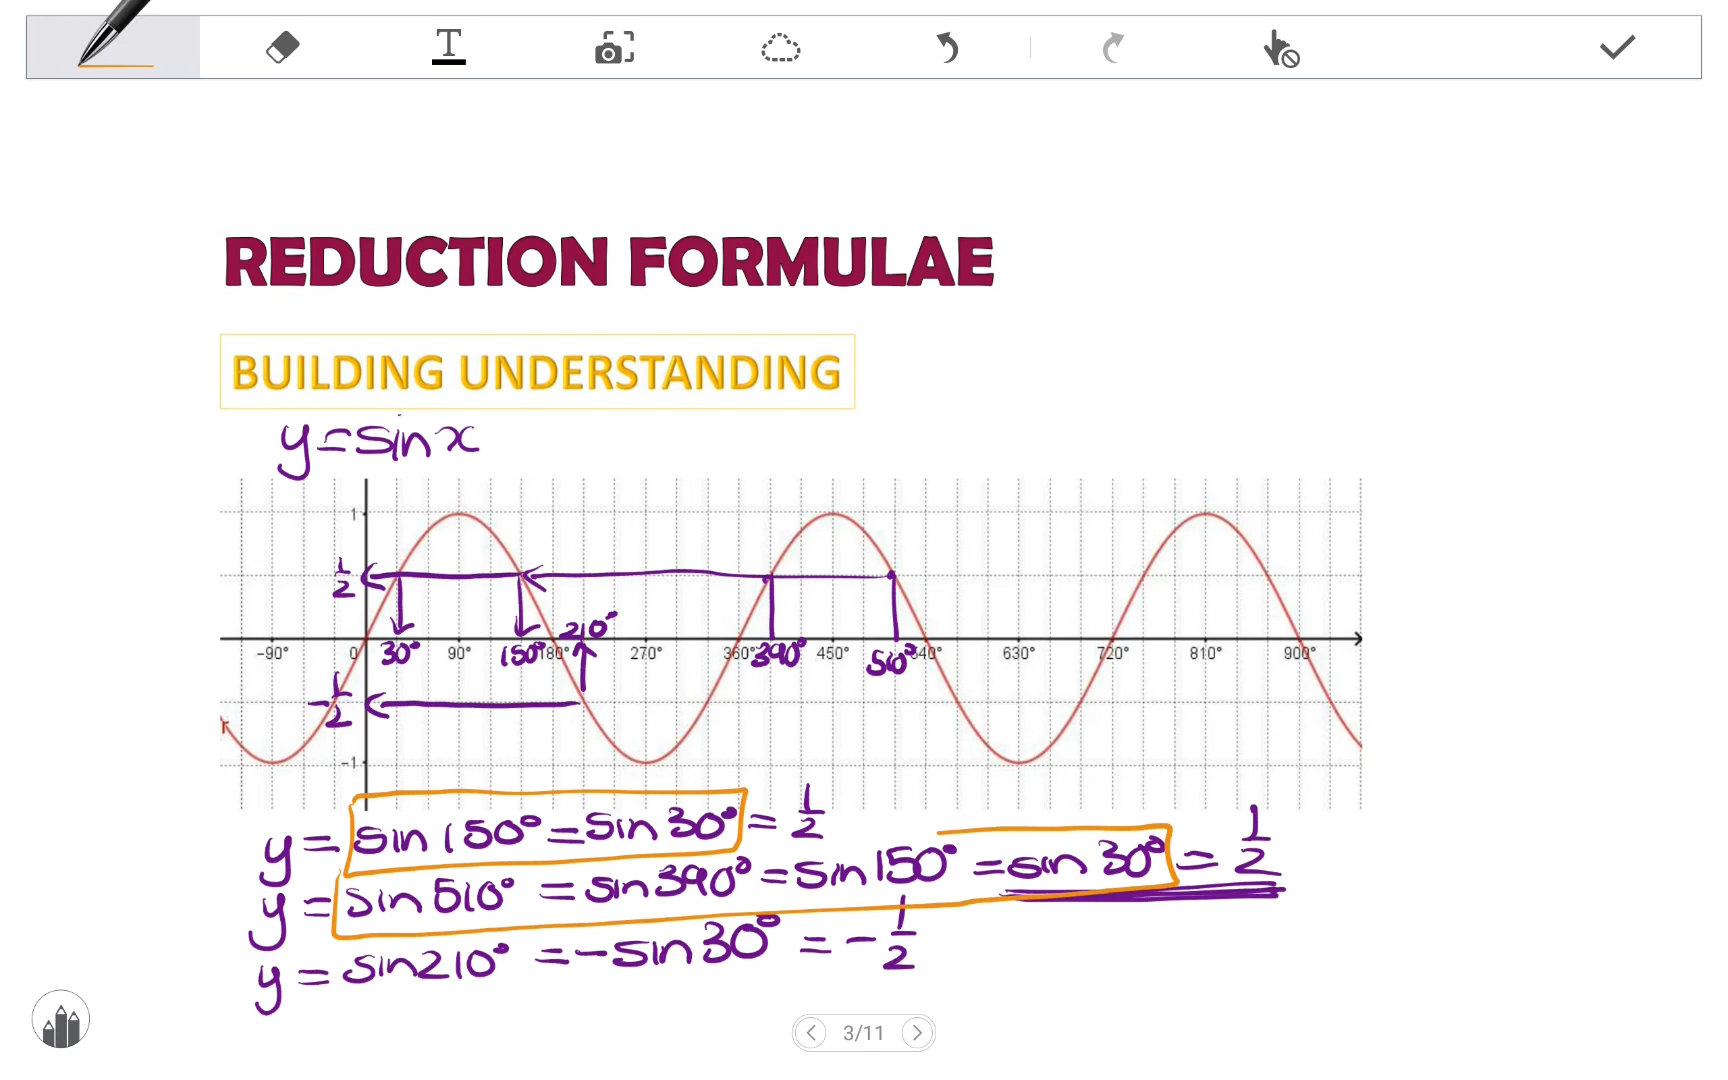 T
REDUCTION FORMULAE
BUILDING UNDERSTANDING
y=sin x
1
1/2
210°
-90° 0 30° 90° 150° 180° 270° 360° 390° 450° 510° 540° 630° 720° 810° 900°
-1/2
-1
y = sin 150° = sin 30° = 1/2
y = sin 510° = sin 390° = sin 150° = sin 30° = 1/2
y = sin 210° = -sin 30° = -1/2
3/11